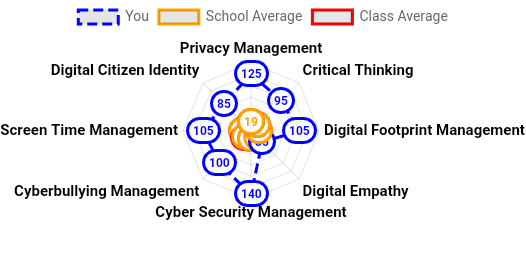 You School Average Class Average
Privacy Management
Digital Citizen Identity Critical Thinking
125
85 95
19
Screen Time Management 105 105 Digital Footprint Management
100
Cyberbullying Management 140 Digital Empathy
Cyber Security Management